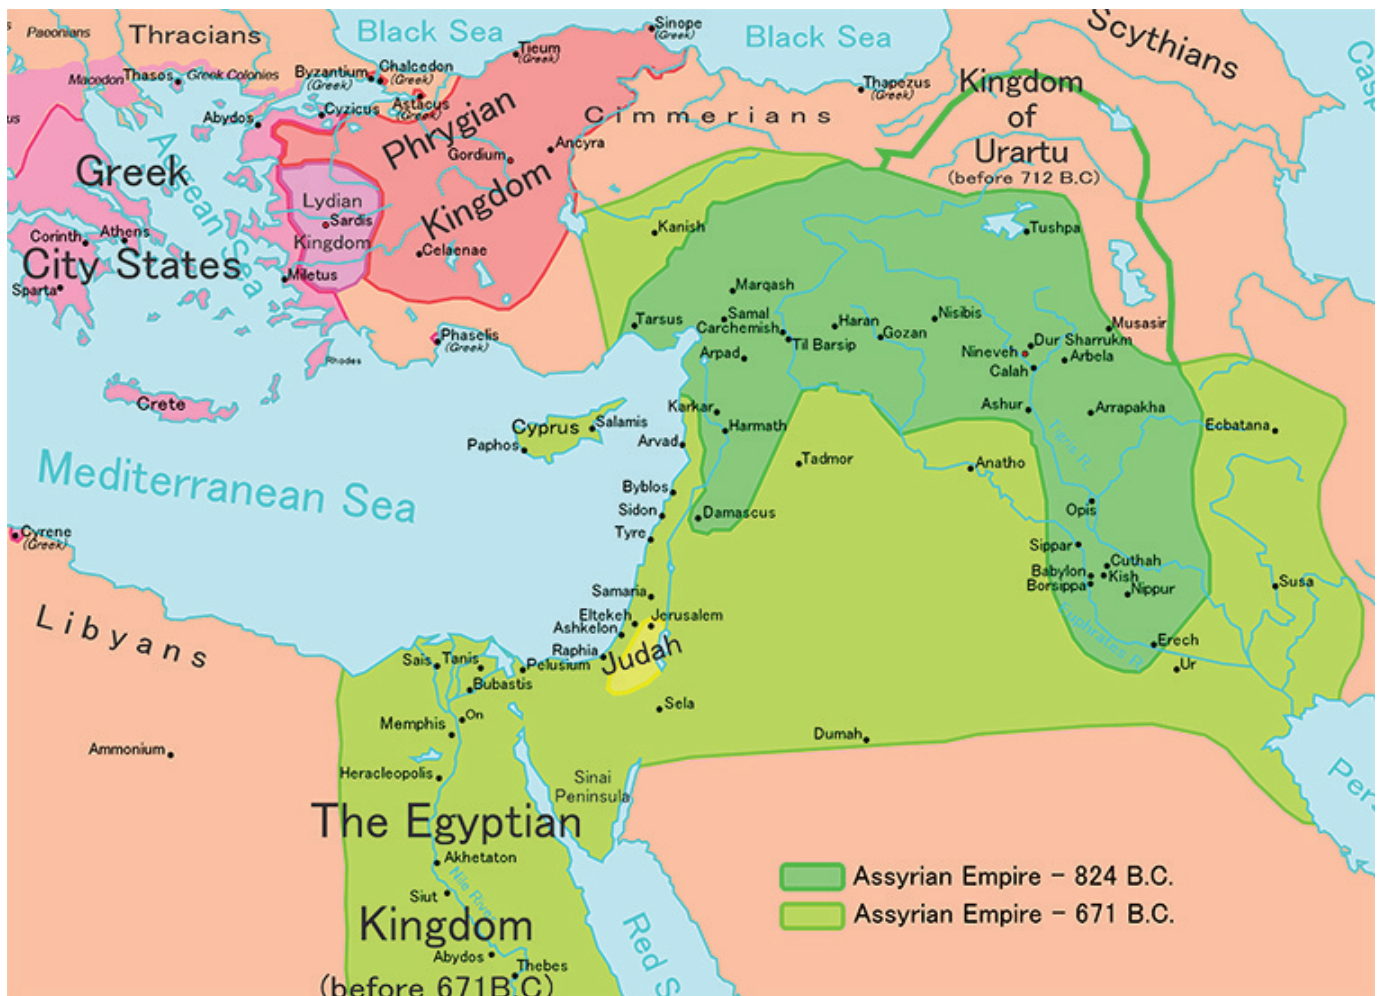 Paeonians
Thracians
Black Sea
Sinope
(Greek)
Black Sea
Scythians
Tieum
(Greek)
Macedon
Thasos
Greek Colonies
Byzantium
(Greek)
Chalcedon
(Greek)
Thapezus
(Greek)
Kingdom
of
Urartu
(before 712 B.C)
Abydos
Cyzicus
Astacus
(Greek)
Phrygian
Kingdom
Cimmerians
Gordium
Ancyra
Aegean Sea
Greek
City States
Lydian
Kingdom
Sardis
Corinth
Athens
Sparta
Miletus
Celaenae
Kanish
Tushpa
Marqash
Tarsus
Samal
Carchemish
Til Barsip
Haran
Gozan
Nisibis
Musasir
Dur Sharrukm
Nineveh
Arbela
Calah
Phaselis
(Greek)
Rhodes
Arpad
Crete
Karkar
Ashur
Arrapakha
Cyprus
Salamis
Paphos
Harmath
Arvad
Ecbatana
Tigris R.
Tadmor
Anatho
Mediterranean Sea
Byblos
Sidon
Damascus
Opis
Tyre
Cyrene
(Greek)
Sippar
Cuthah
Babylon
Kish
Borsippa
Nippur
Susa
Samaria
Eltekeh
Jerusalem
Ashkelon
Euphrates R.
Libyans
Raphia
Judah
Erech
Ur
Sais
Tanis
Pelusium
Bubastis
Sela
On
Memphis
Dumah
Ammonium
Heracleopolis
Sinai
Peninsula
The Egyptian
Kingdom
(before 671B.C)
Akhetaton
Nile River
Siut
Abydos
Thebes
Assyrian Empire - 824 B.C.
Assyrian Empire - 671 B.C.